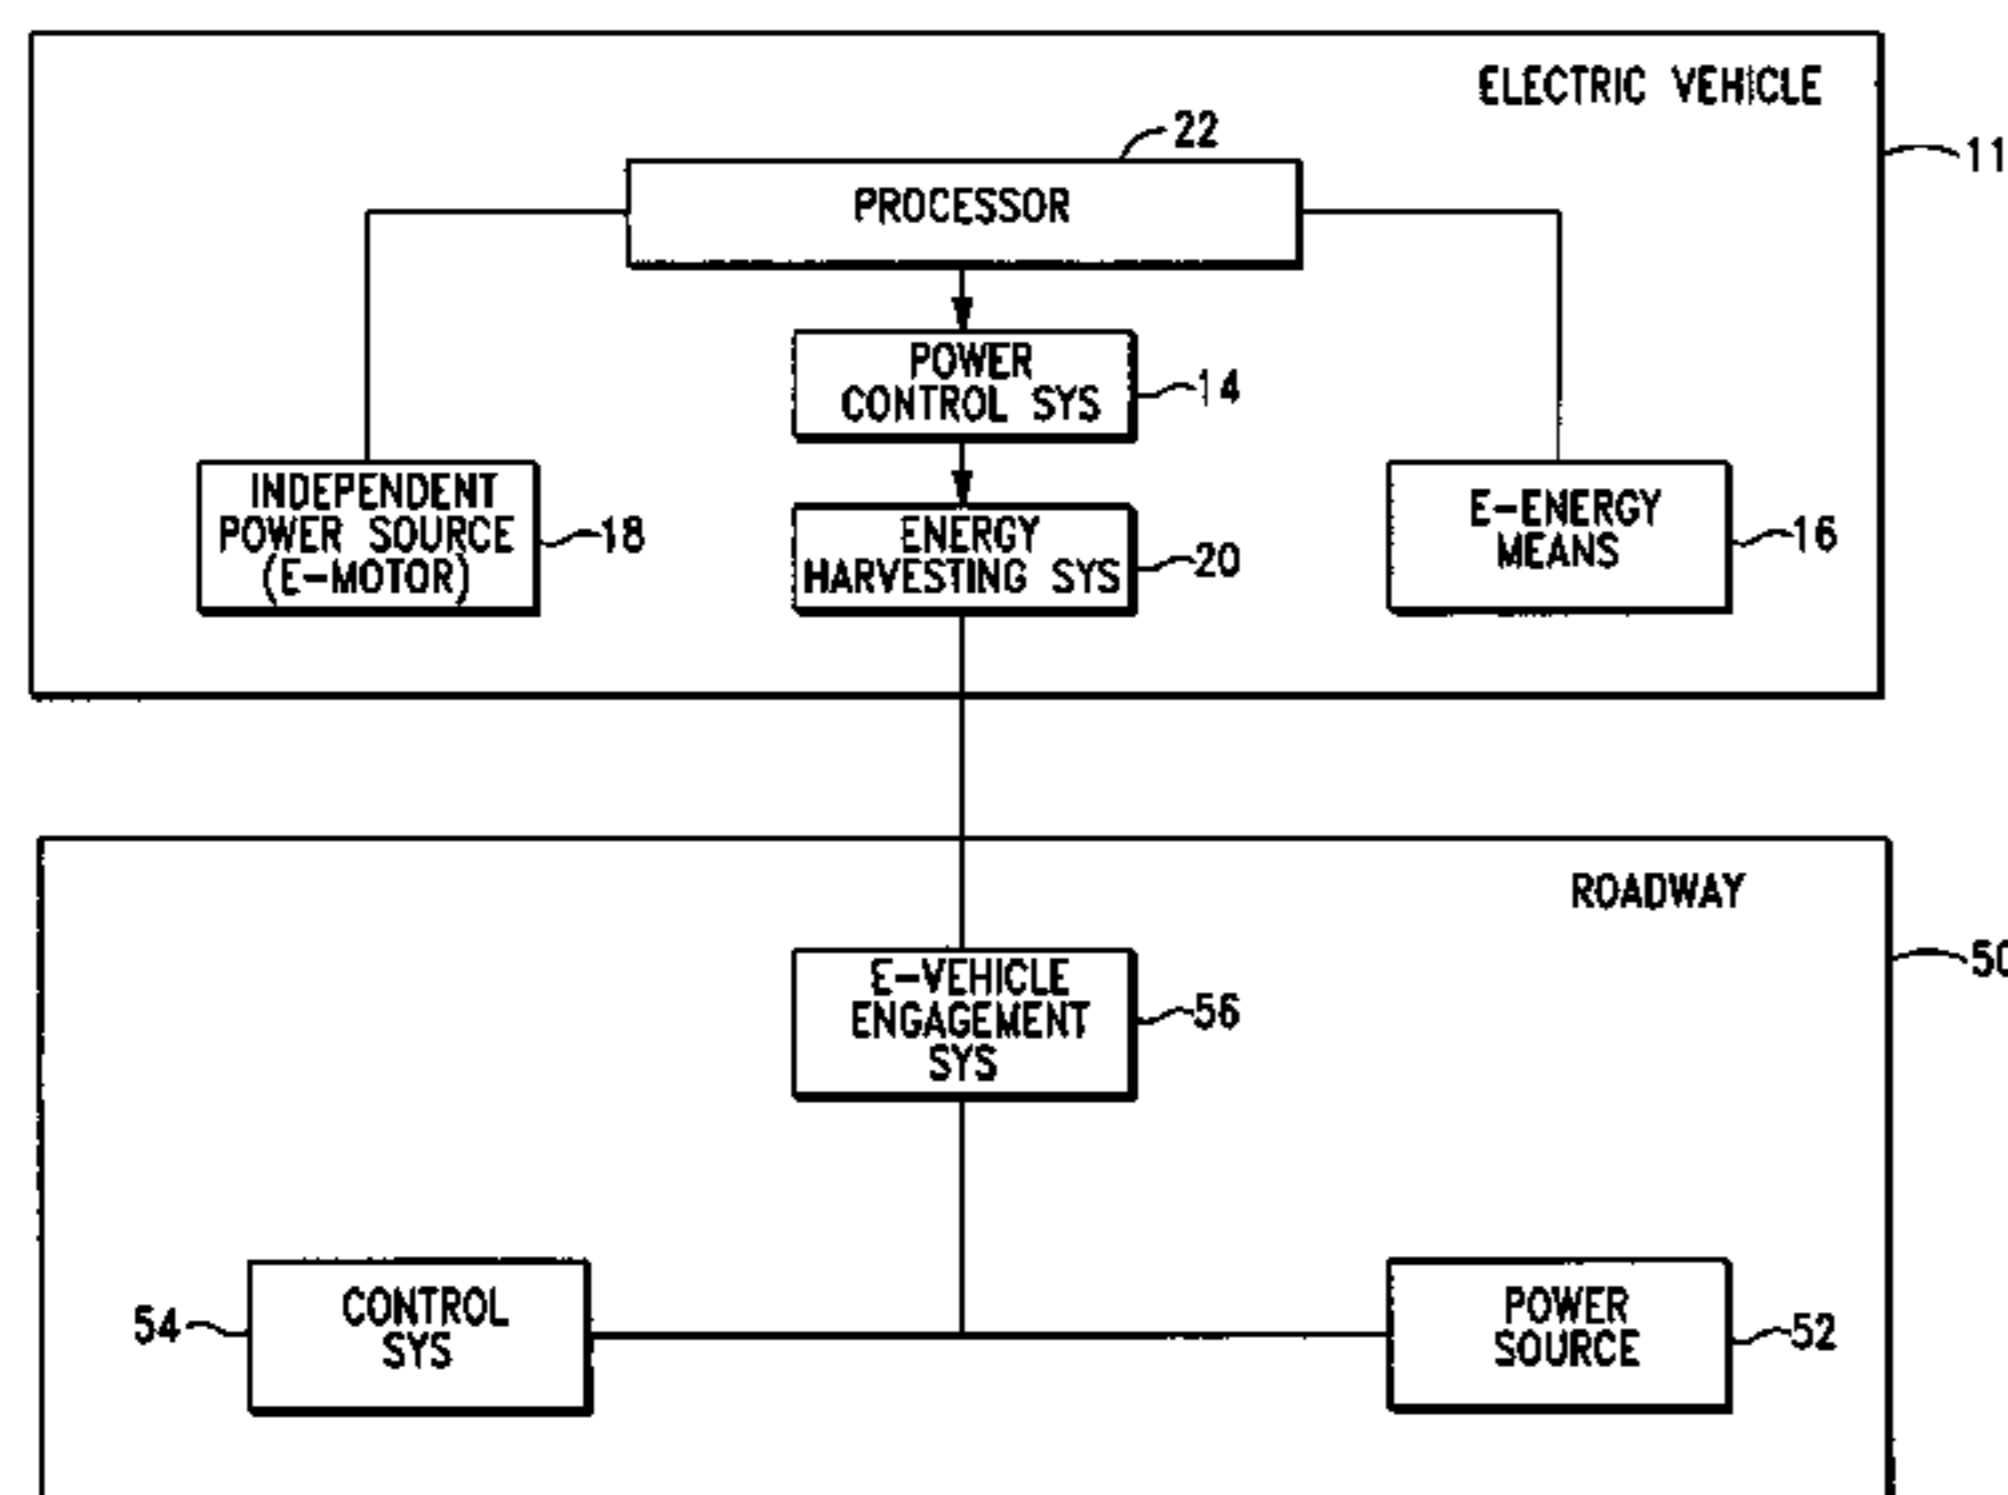 ELECTRIC VEHICLE
11
22
PROCESSOR
POWER
CONTROL SYS
14
INDEPENDENT
POWER SOURCE
(E-MOTOR)
18
ENERGY
HARVESTING SYS
20
E-ENERGY
MEANS
16
ROADWAY
50
E-VEHICLE
ENGAGEMENT
SYS
56
54
CONTROL
SYS
POWER
SOURCE
52